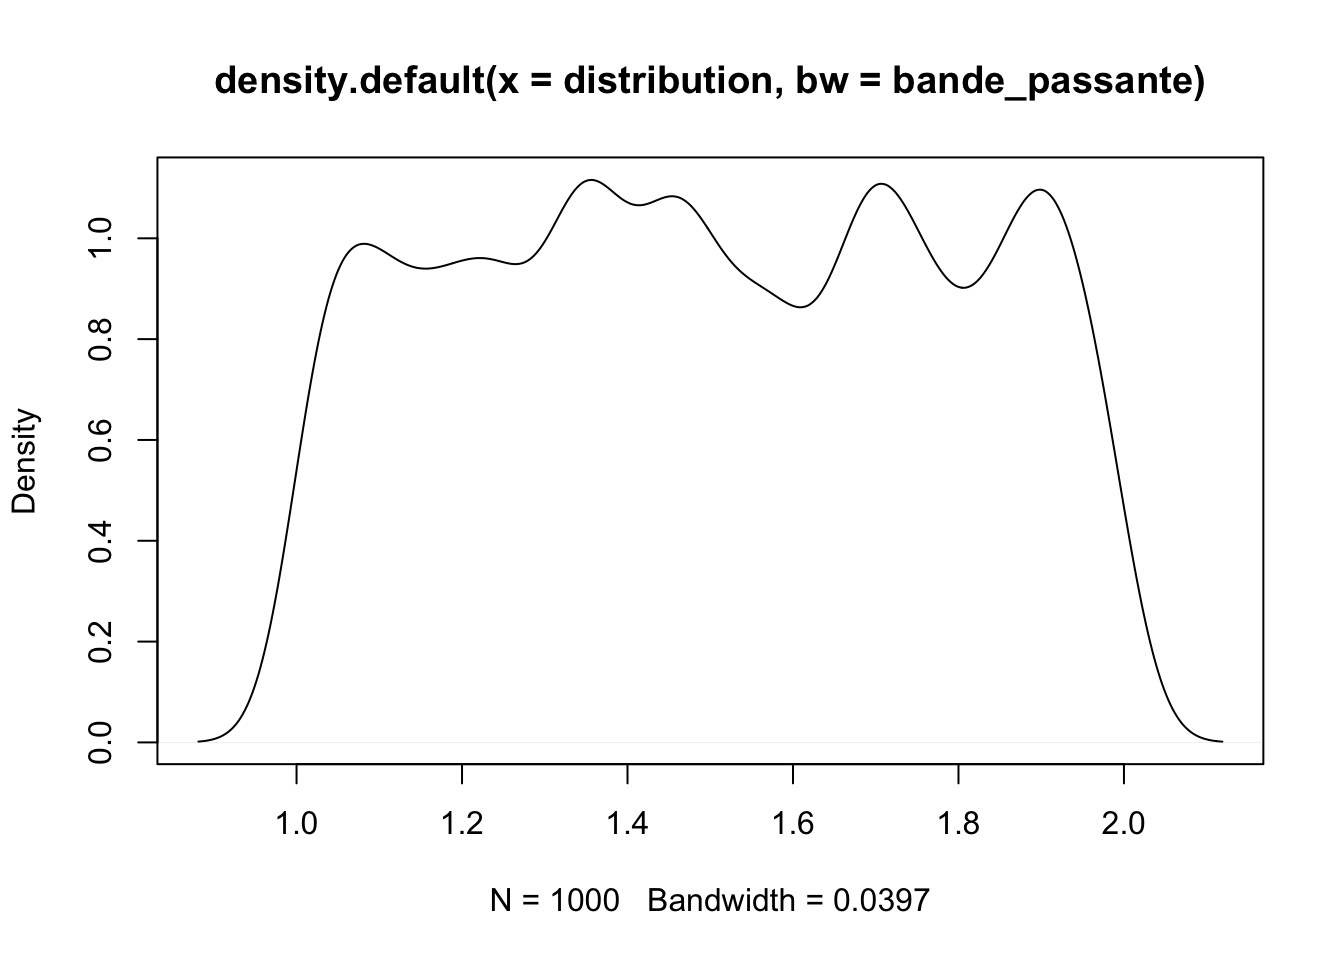 density.default(x = distribution, bw = bande_passante)
Density
1.0
0.8
0.6
0.4
0.2
0.0
1.0 1.2 1.4 1.6 1.8 2.0
N = 1000 Bandwidth = 0.0397